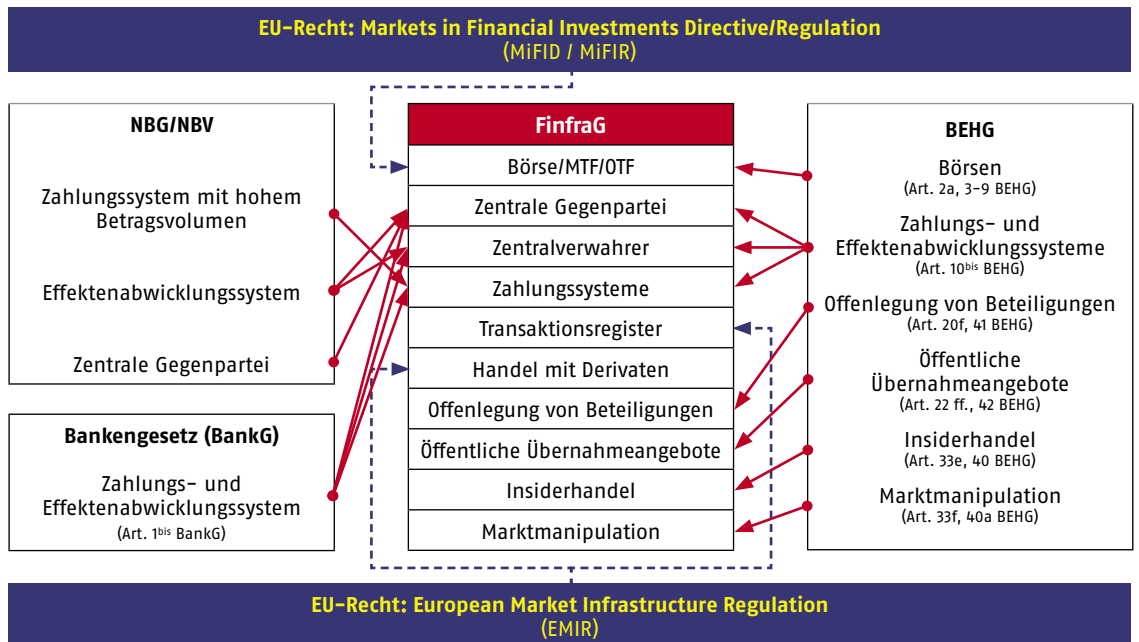 EU-Recht: Markets in Financial Investments Directive/Regulation
(MiFID / MiFIR)
NBG/NBV
Zahlungssystem mit hohem
Betragsvolumen
Effektenabwicklungssystem
Zentrale Gegenpartei
Bankengesetz (BankG)
Zahlungs- und
Effektenabwicklungssystem
(Art. 1bis BankG)
FinfraG
Börse/MTF/OTF
Zentrale Gegenpartei
Zentralverwahrer
Zahlungssysteme
Transaktionsregister
Handel mit Derivaten
Offenlegung von Beteiligungen
Öffentliche Übernahmeangebote
Insiderhandel
Marktmanipulation
BEHG
Börsen
(Art. 2a, 3–9 BEHG)
Zahlungs- und
Effektenabwicklungssysteme
(Art. 10bis BEHG)
Offenlegung von Beteiligungen
(Art. 20f, 41 BEHG)
Öffentliche
Übernahmeangebote
(Art. 22 ff., 42 BEHG)
Insiderhandel
(Art. 33e, 40 BEHG)
Marktmanipulation
(Art. 33f, 40a BEHG)
EU-Recht: European Market Infrastructure Regulation
(EMIR)